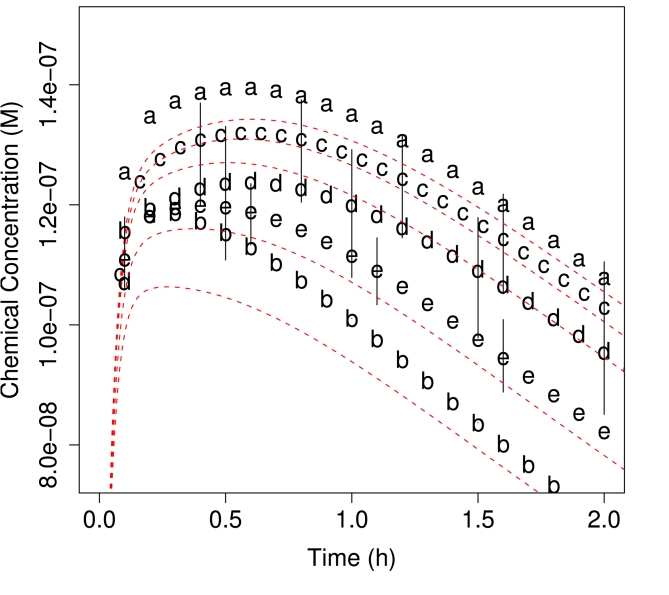 Chemical Concentration (M)
1.4e−07
1.2e−07
1.0e−07
8.0e−08
a a a a a a a a a a a a a a a a a a a a
c c c c c c c c c c c c c c c c c c c c c c c c c
d d d d d d d d d d d d d d d d d d d d
e e e e e e e e e e e e e e e e e e e e
b b b b b b b b b b b b b b b b b b
0.0 0.5 1.0 1.5 2.0
Time (h)